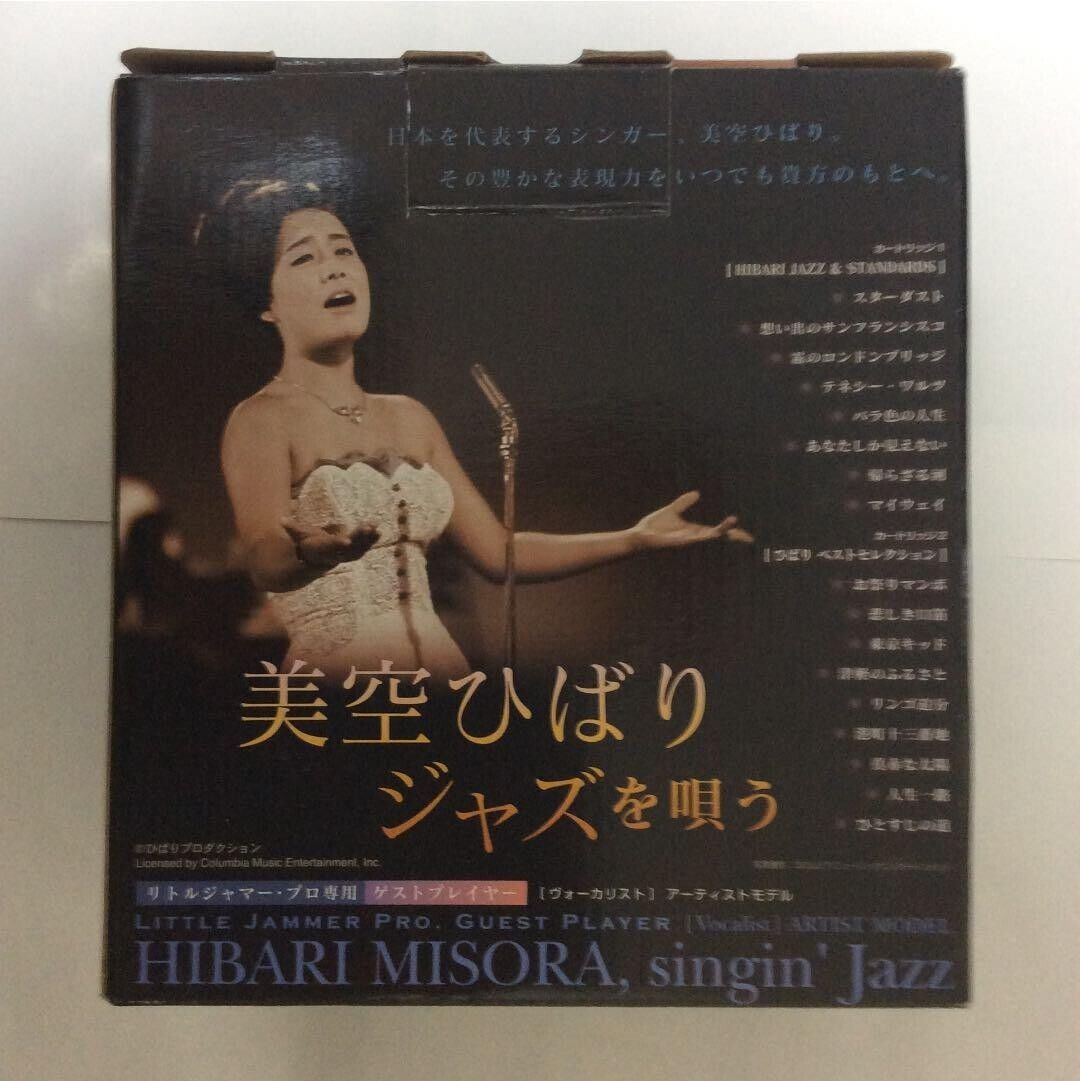 日本を代表するシンガー、美空ひばり。
その豊かな表現力をいつでも貴方のもとへ。
カートリッジ1
[HIBARI JAZZ & STANDARDS]
スターダスト
想い出のサンフランシスコ
霧のロンドンブリッジ
テネシー・ワルツ
バラ色の人生
あなたしか見えない
帰らざる河
マイウェイ
カートリッジ2
[ひばり ベストセレクション]
お祭りマンボ
悲しき口笛
東京キッド
津軽のふるさと
リンゴ追分
港町十三番地
真赤な太陽
人生一路
ひとすじの道
美空ひばり
ジャズを唄う
©ひばりプロダクション
Licensed by Columbia Music Entertainment, Inc.
リトルジャマー・プロ専用 ゲストプレイヤー [ヴォーカリスト] アーティストモデル
LITTLE JAMMER PRO. GUEST PLAYER [Vocalist] ARTIST MODEL
HIBARI MISORA, singin' Jazz